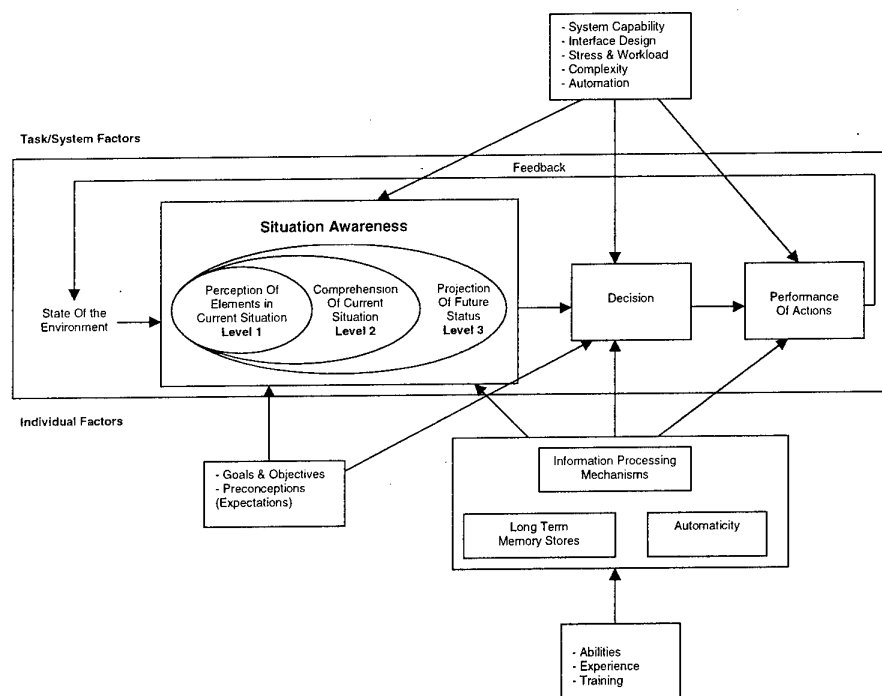 - System Capability
- Interface Design
- Stress & Workload
- Complexity
- Automation
Task/System Factors
Feedback
Situation Awareness
Perception Of
Elements in
Current Situation
Level 1
Comprehension
Of Current
Situation
Level 2
Projection
Of Future
Status
Level 3
State Of the
Environment
Decision
Performance
Of Actions
Individual Factors
- Goals & Objectives
- Preconceptions
(Expectations)
Information Processing
Mechanisms
Long Term
Memory Stores
Automaticity
- Abilities
- Experience
- Training